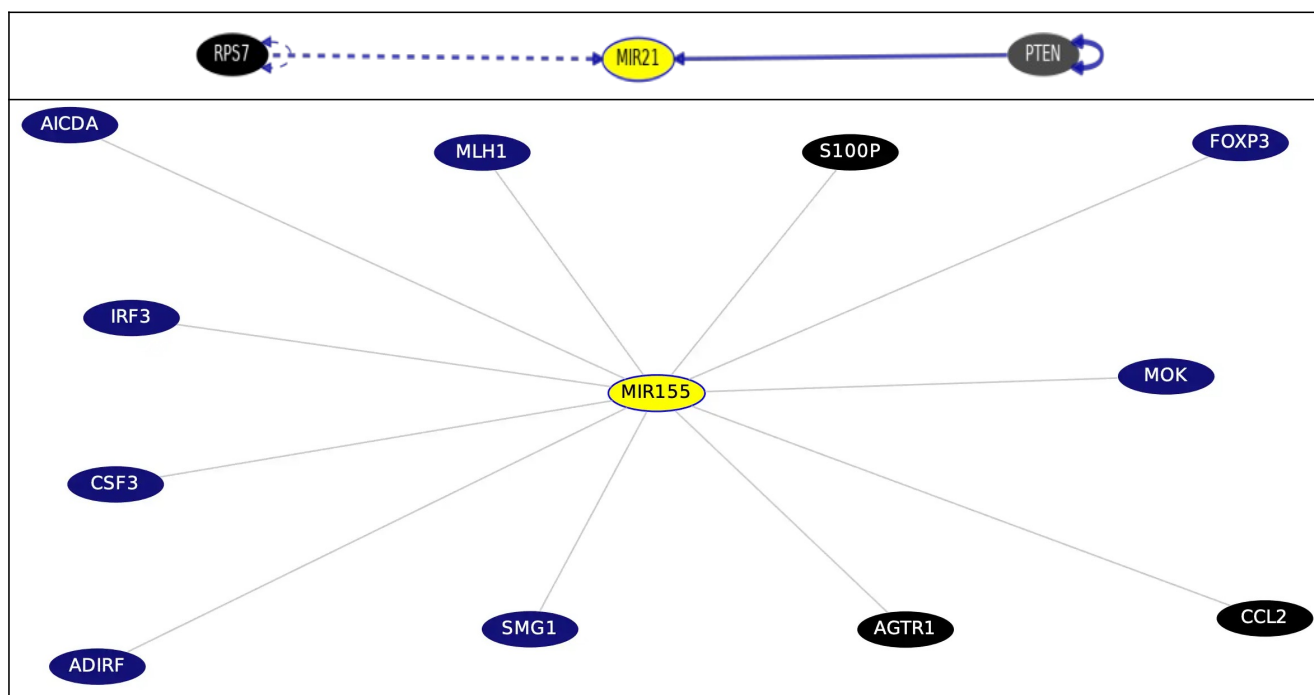 RPS7
MIR21
PTEN
AICDA
MLH1
S100P
FOXP3
IRF3
MOK
MIR155
CSF3
SMG1
AGTR1
CCL2
ADIRF